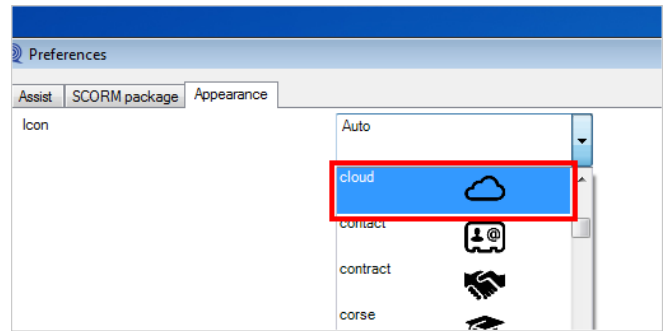 Preferences
Assist SCORM package Appearance
Icon Auto
cloud
contact
contract
corse